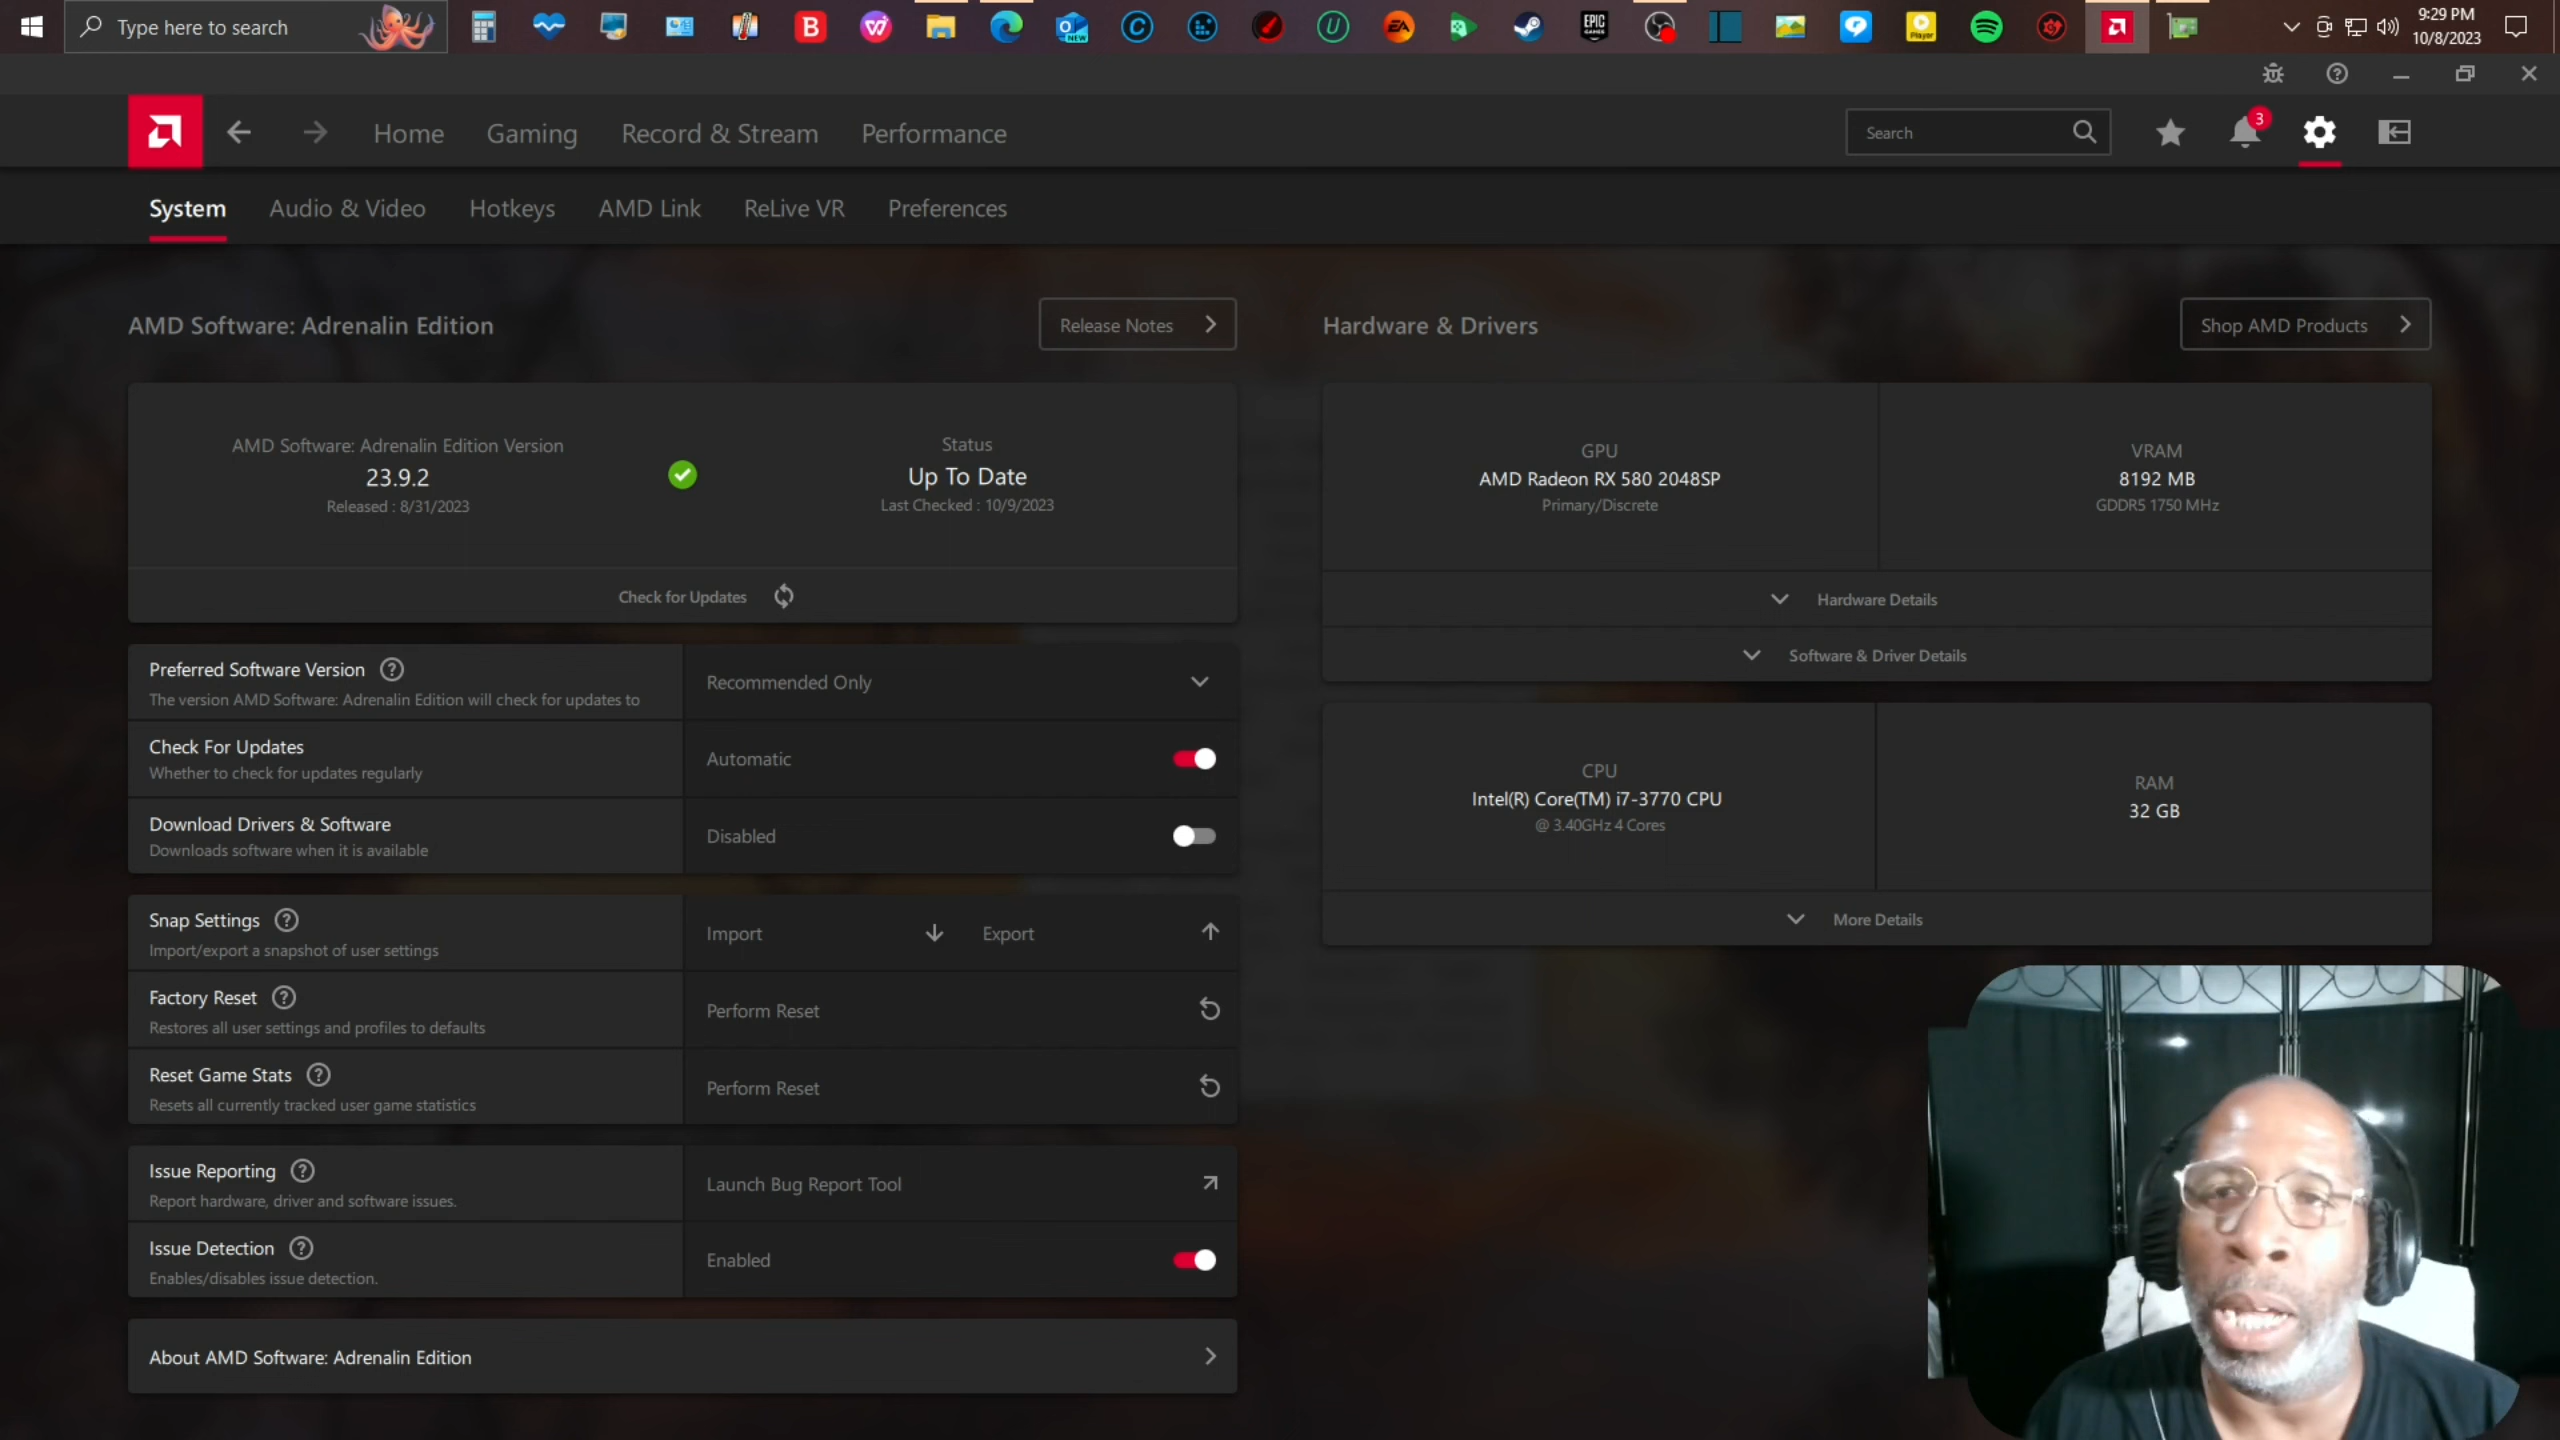 Type here to search
B
NEW
C
U
EA
EPIC
GAMES
Player
9:29 PM
10/8/2023
Home
Gaming
Record & Stream
Performance
Search
3
System
Audio & Video
Hotkeys
AMD Link
ReLive VR
Preferences
AMD Software: Adrenalin Edition
Release Notes
AMD Software: Adrenalin Edition Version
23.9.2
Released : 8/31/2023
Status
Up To Date
Last Checked : 10/9/2023
Check for Updates
Preferred Software Version
The version AMD Software: Adrenalin Edition will check for updates to
Recommended Only
Check For Updates
Whether to check for updates regularly
Automatic
Download Drivers & Software
Downloads software when it is available
Disabled
Snap Settings
Import/export a snapshot of user settings
Import
Export
Factory Reset
Restores all user settings and profiles to defaults
Perform Reset
Reset Game Stats
Resets all currently tracked user game statistics
Perform Reset
Issue Reporting
Report hardware, driver and software issues.
Launch Bug Report Tool
Issue Detection
Enables/disables issue detection.
Enabled
About AMD Software: Adrenalin Edition
Hardware & Drivers
Shop AMD Products
GPU
AMD Radeon RX 580 2048SP
Primary/Discrete
VRAM
8192 MB
GDDR5 1750 MHz
Hardware Details
Software & Driver Details
CPU
Intel(R) Core(TM) i7-3770 CPU
@ 3.40GHz 4 Cores
RAM
32 GB
More Details